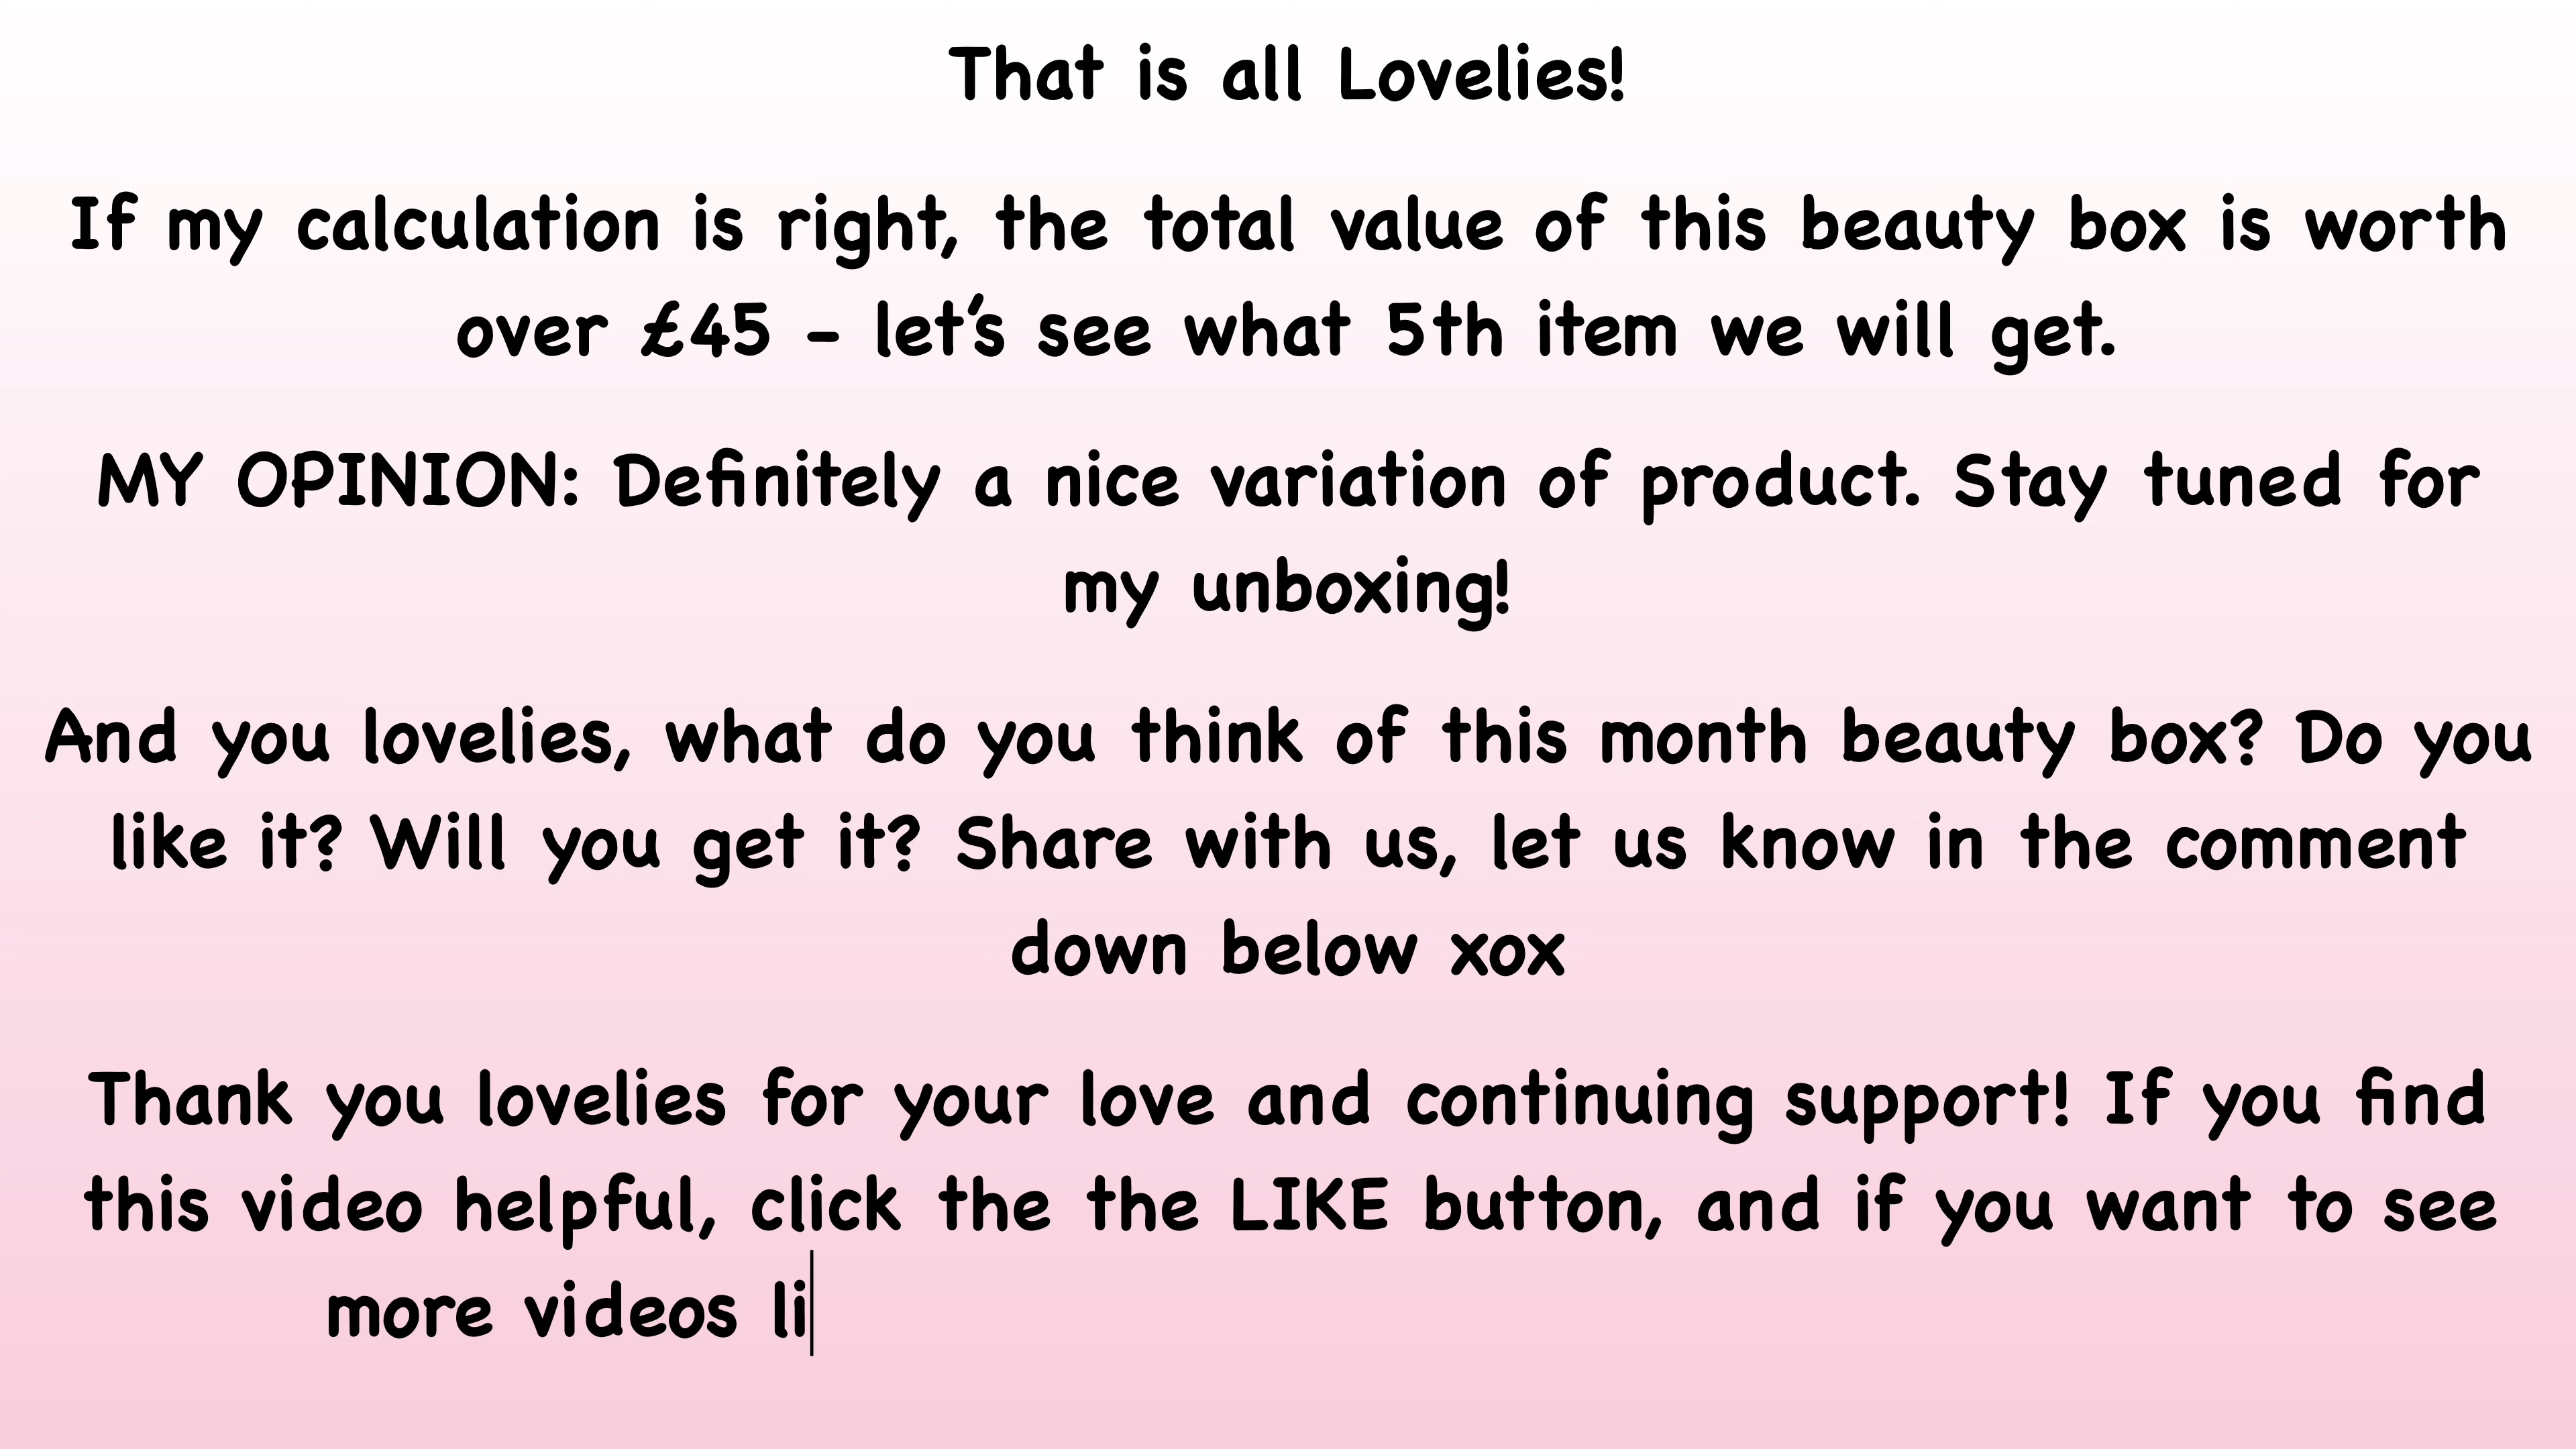 That is all Lovelies!
If my calculation is right, the total value of this beauty box is worth
over £45 - let's see what 5th item we will get.
MY OPINION: Definitely a nice variation of product. Stay tuned for
my unboxing!
And you lovelies, what do you think of this month beauty box? Do you
like it? Will you get it? Share with us, let us know in the comment
down below xox
Thank you lovelies for your love and continuing support! If you find
this video helpful, click the the LIKE button, and if you want to see
more videos li